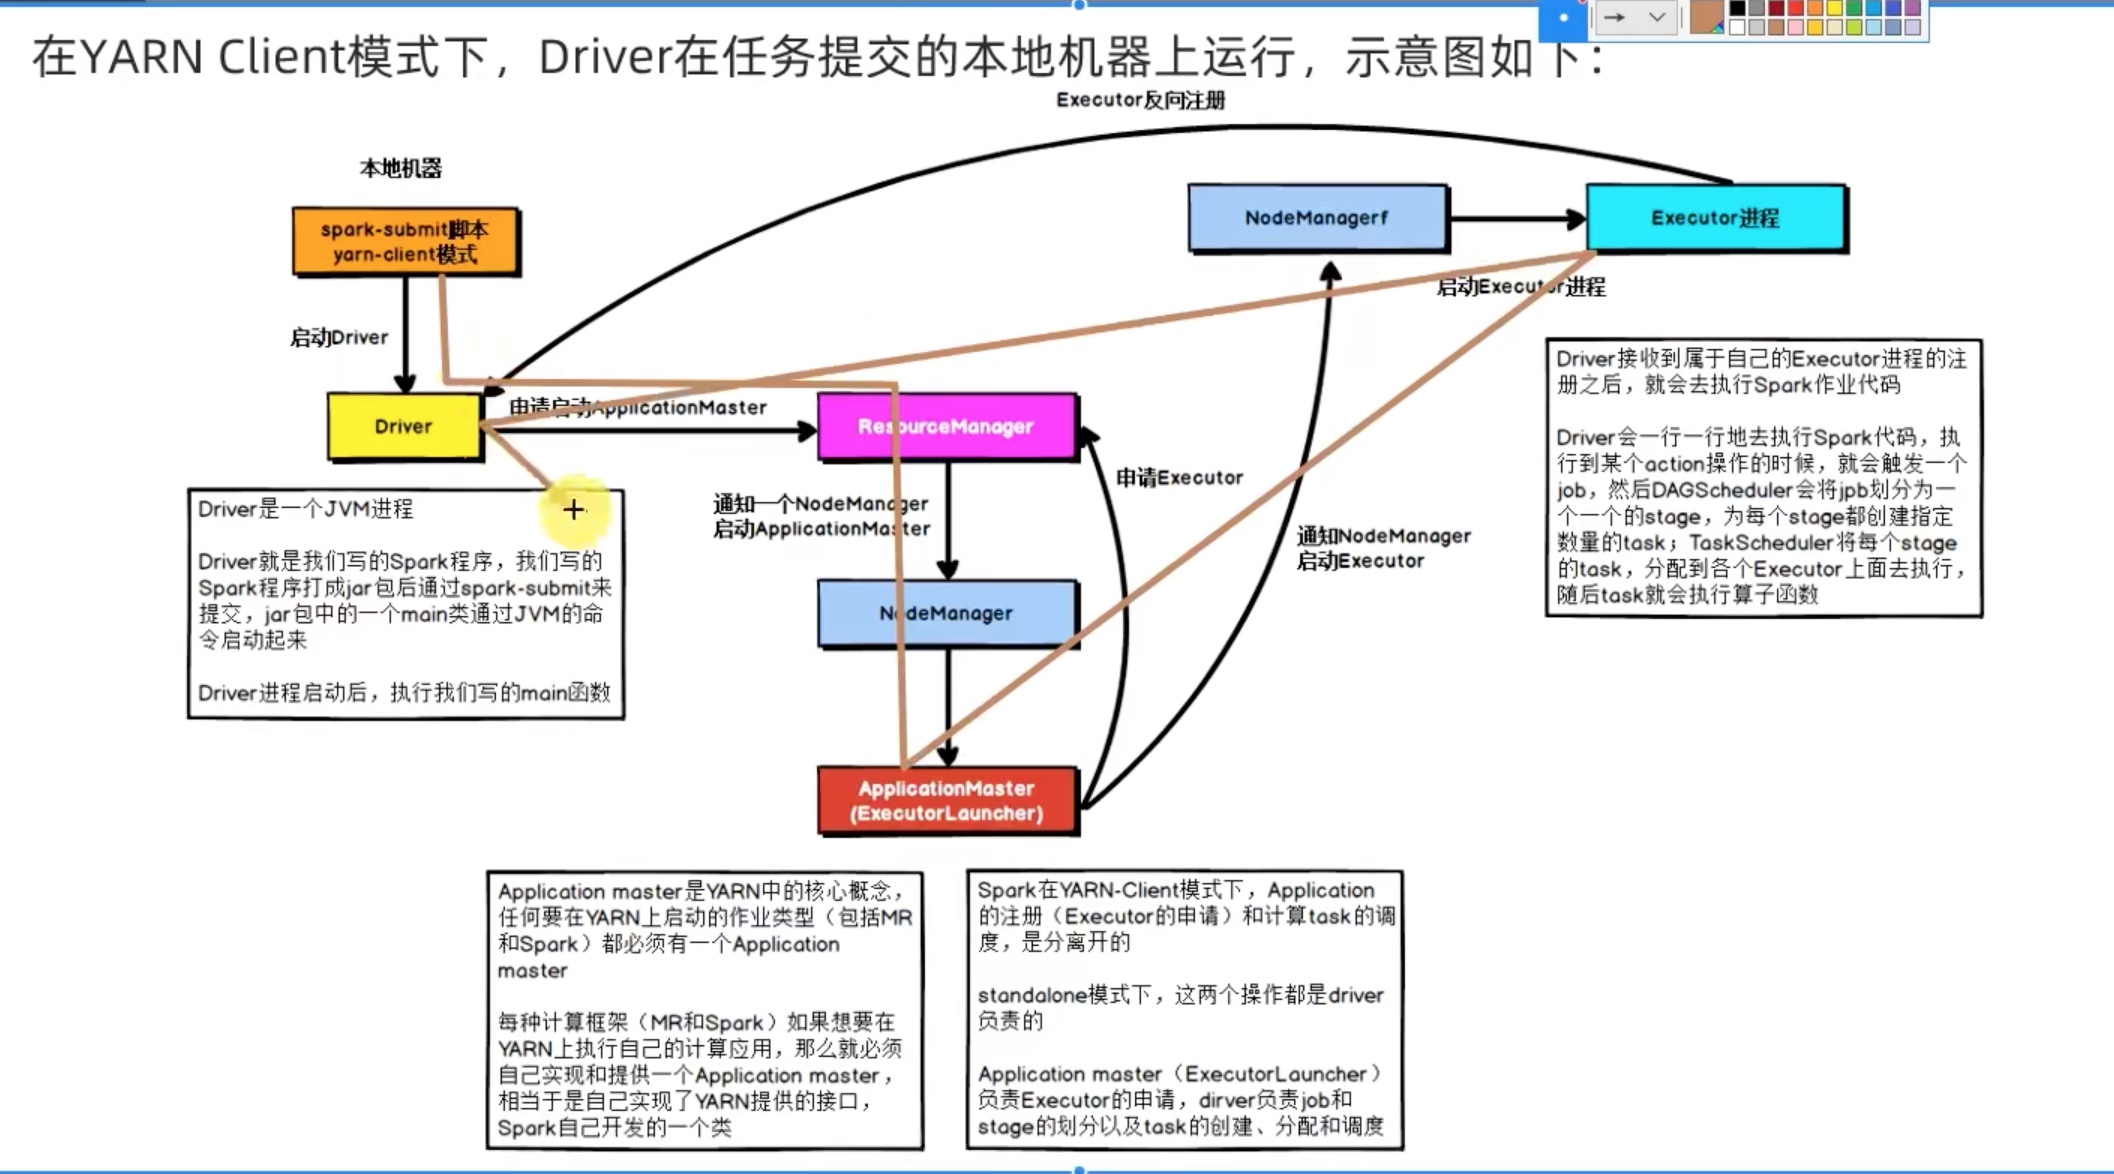 在YARN Client模式下，Driver在任务提交的本地机器上运行，示意图如下：
Executor反向注册
本地机器
spark-submit脚本
yarn-client模式
NodeManagerf
Executor进程
启动Executor进程
启动Driver
Driver
申请启动ApplicationMaster
ResourceManager
申请Executor
通知一个NodeManager
启动ApplicationMaster
通知NodeManager
启动Executor
NodeManager
ApplicationMaster
(ExecutorLauncher)
Driver是一个JVM进程
Driver就是我们写的Spark程序，我们写的
Spark程序打成jar包后通过spark-submit来
提交，jar包中的一个main类通过JVM的命
令启动起来
Driver进程启动后，执行我们写的main函数
Driver接收到属于自己的Executor进程的注
册之后，就会去执行Spark作业代码
Driver会一行一行地去执行Spark代码，执
行到某个action操作的时候，就会触发一个
job，然后DAGScheduler会将jpb划分为一
个一个的stage，为每个stage都创建指定
数量的task；TaskScheduler将每个stage
的task，分配到各个Executor上面去执行，
随后task就会执行算子函数
Application master是YARN中的核心概念，
任何要在YARN上启动的作业类型（包括MR
和Spark）都必须有一个Application
master
每种计算框架（MR和Spark）如果想要在
YARN上执行自己的计算应用，那么就必须
自己实现和提供一个Application master，
相当于是自己实现了YARN提供的接口，
Spark自己开发的一个类
Spark在YARN-Client模式下，Application
的注册（Executor的申请）和计算task的调
度，是分离开的
standalone模式下，这两个操作都是driver
负责的
Application master（ExecutorLauncher）
负责Executor的申请，dirver负责job和
stage的划分以及task的创建、分配和调度